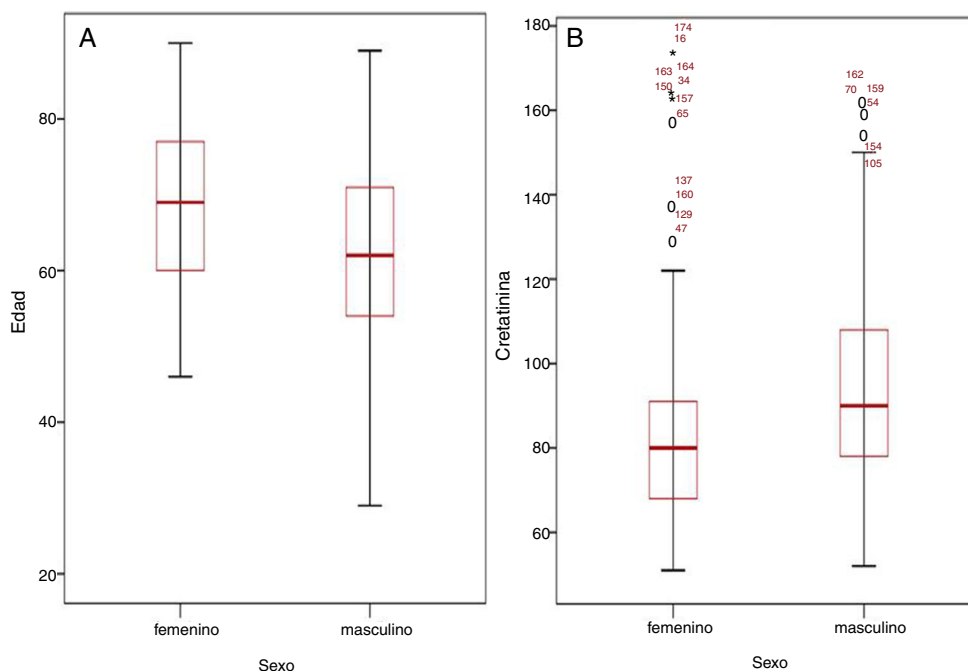 A
Edad
80
60
40
20
femenino
masculino
Sexo
B
Cretatinina
180
160
140
120
100
80
60
174
16
163
164
34
150
157
65
137
160
129
47
162
70
159
54
154
105
femenino
masculino
Sexo